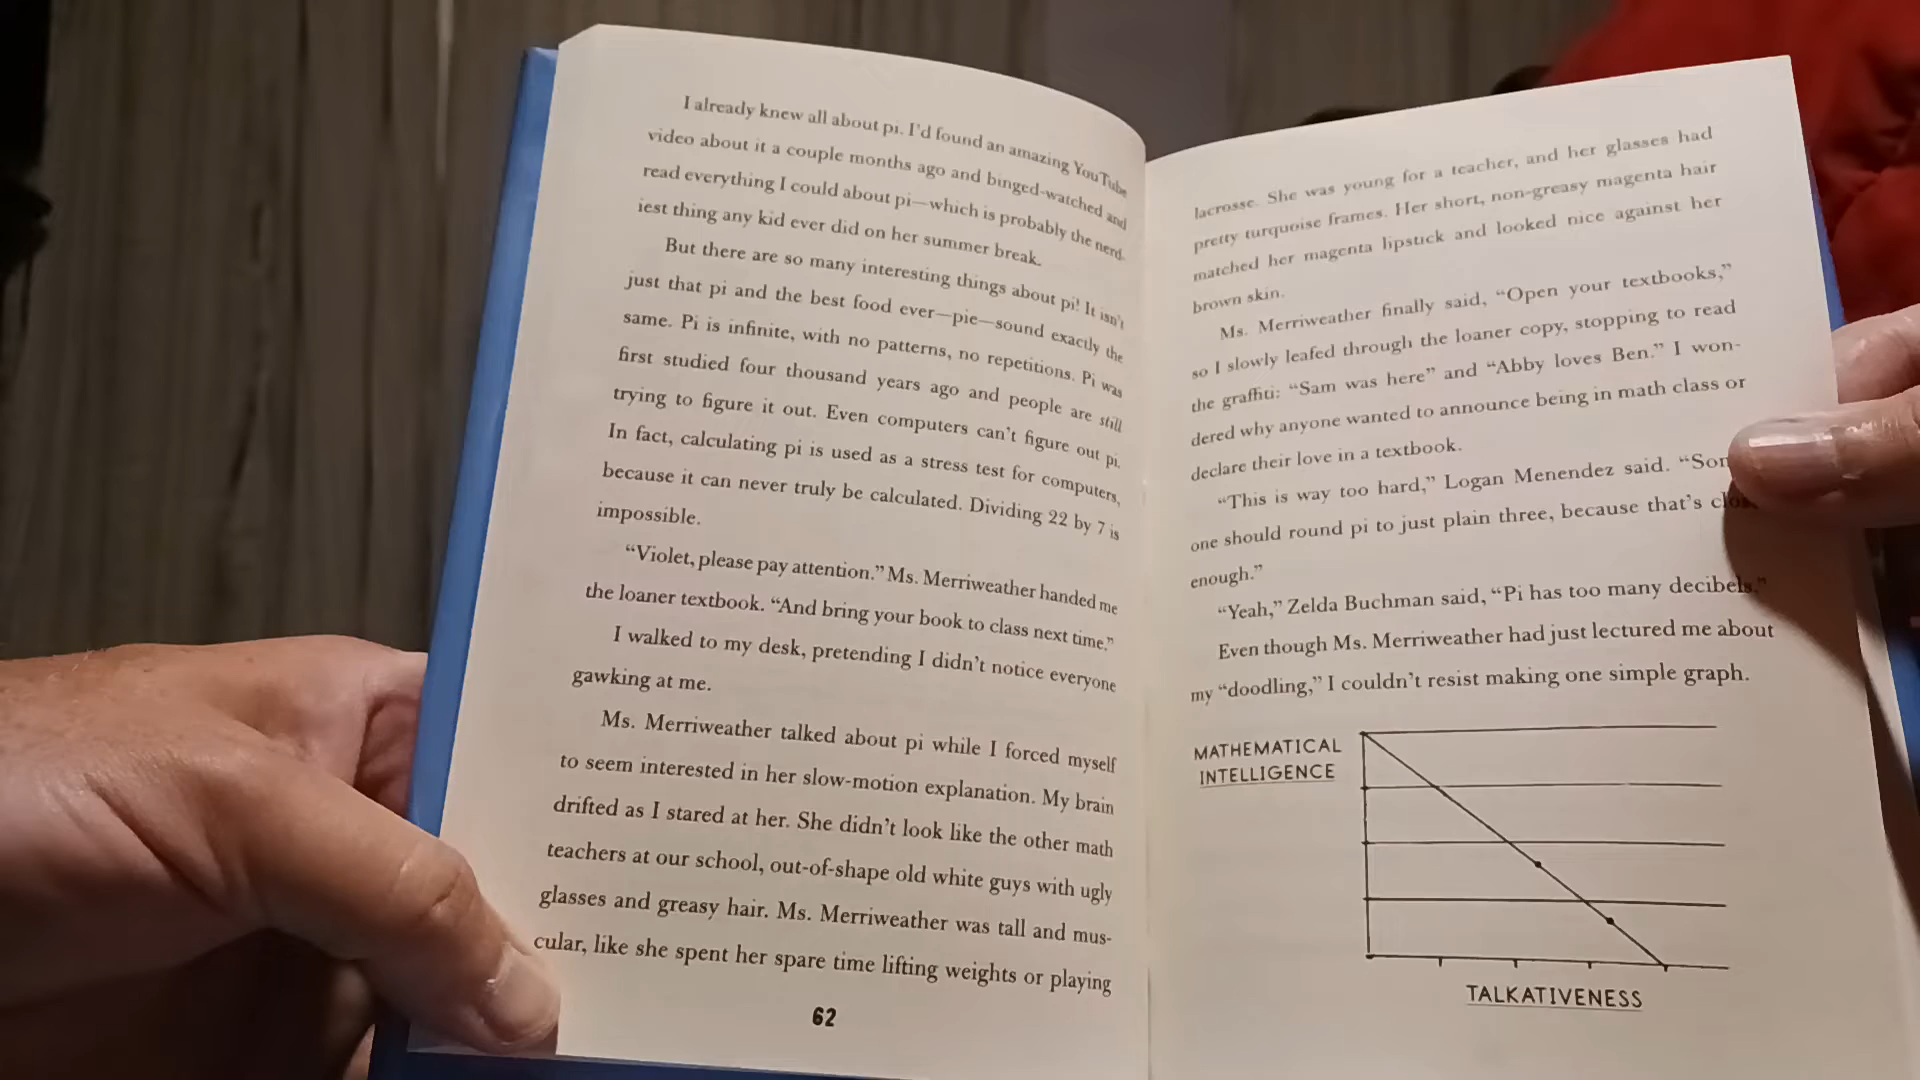 I already knew all about pi. I'd found an amazing YouTube
video about it a couple months ago and binged-watched and
read everything I could about pi—which is probably the nerd-
iest thing any kid ever did on her summer break.
But there are so many interesting things about pi! It isn't
just that pi and the best food ever—pie—sound exactly the
same. Pi is infinite, with no patterns, no repetitions. Pi was
first studied four thousand years ago and people are still
trying to figure it out. Even computers can't figure out pi.
In fact, calculating pi is used as a stress test for computers,
because it can never truly be calculated. Dividing 22 by 7 is
impossible.
“Violet, please pay attention.” Ms. Merriweather handed me
the loaner textbook. “And bring your book to class next time.”
I walked to my desk, pretending I didn't notice everyone
gawking at me.
Ms. Merriweather talked about pi while I forced myself
to seem interested in her slow-motion explanation. My brain
drifted as I stared at her. She didn't look like the other math
teachers at our school, out-of-shape old white guys with ugly
glasses and greasy hair. Ms. Merriweather was tall and mus-
cular, like she spent her spare time lifting weights or playing
62
lacrosse. She was young for a teacher, and her glasses had
pretty turquoise frames. Her short, non-greasy magenta hair
matched her magenta lipstick and looked nice against her
brown skin.
Ms. Merriweather finally said, “Open your textbooks,”
so I slowly leafed through the loaner copy, stopping to read
the graffiti: “Sam was here” and “Abby loves Ben.” I won-
dered why anyone wanted to announce being in math class or
declare their love in a textbook.
“This is way too hard,” Logan Menendez said.
one should round pi to just plain three, because that's
enough.”
“Yeah,” Zelda Buchman said, “Pi has too many decibels.”
Even though Ms. Merriweather had just lectured me about
my “doodling,” I couldn't resist making one simple graph.
MATHEMATICAL
INTELLIGENCE
TALKATIVENESS